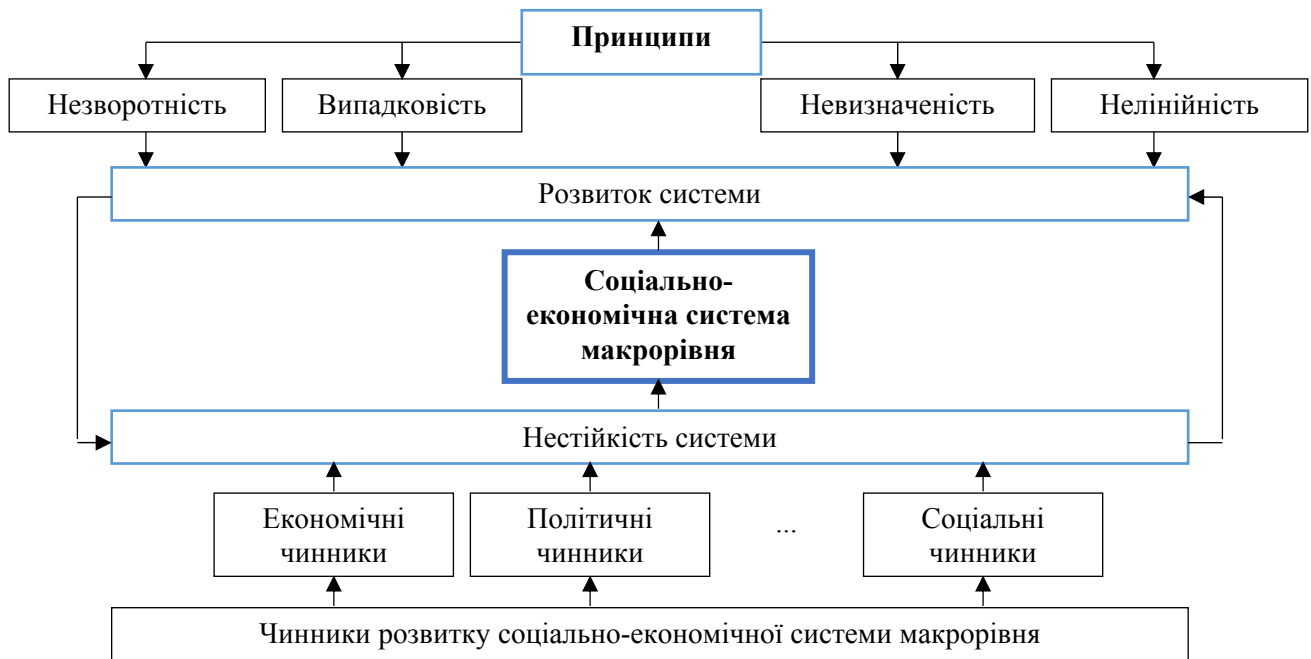 Принципи
Незворотність
Випадковість
Невизначеність
Нелінійність
Розвиток системи
Соціально-
економічна система
макрорівня
Нестійкість системи
Економічні
чинники
Політичні
чинники
...
Соціальні
чинники
Чинники розвитку соціально-економічної системи макрорівня